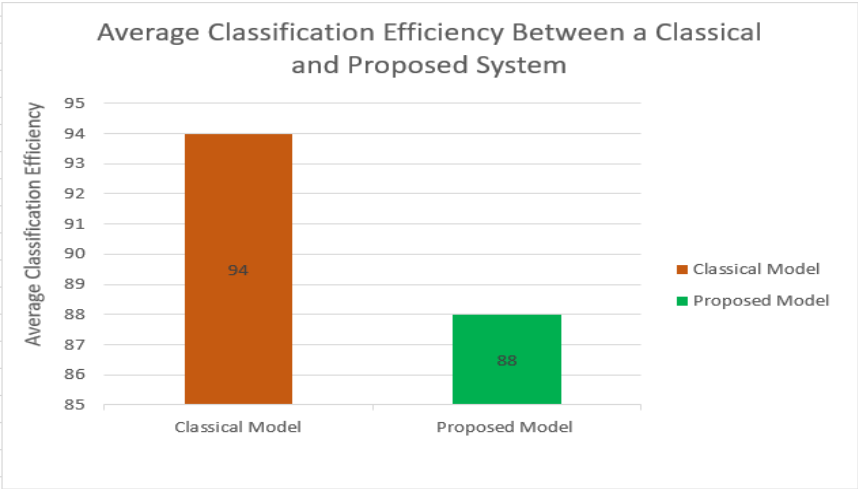 Average Classification Efficiency Between a Classical
and Proposed System
Average Classification Efficiency
95
94
93
92
91
90
89
88
87
86
85
94
88
Classical Model
Proposed Model
Classical Model
Proposed Model